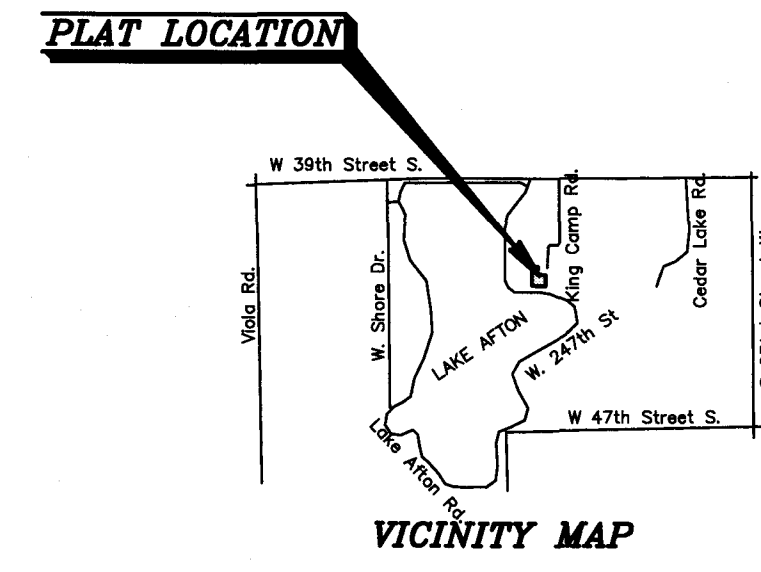 PLAT LOCATION
W 39th Street S.
Viola Rd.
W. Shore Dr.
King Camp Rd.
Cedar Lake Rd.
LAKE AFTON
W. 247th St
W 47th Street S.
Lake Afton Rd.
VICINITY MAP